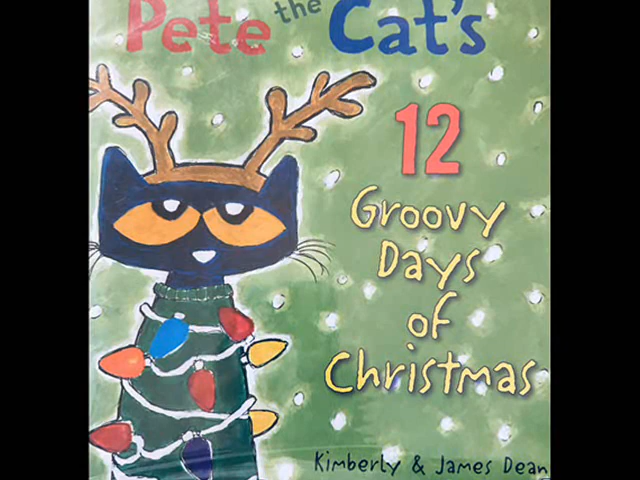 Pete the Cat's
12
Groovy
Days
of
Christmas
Kimberly & James Dean